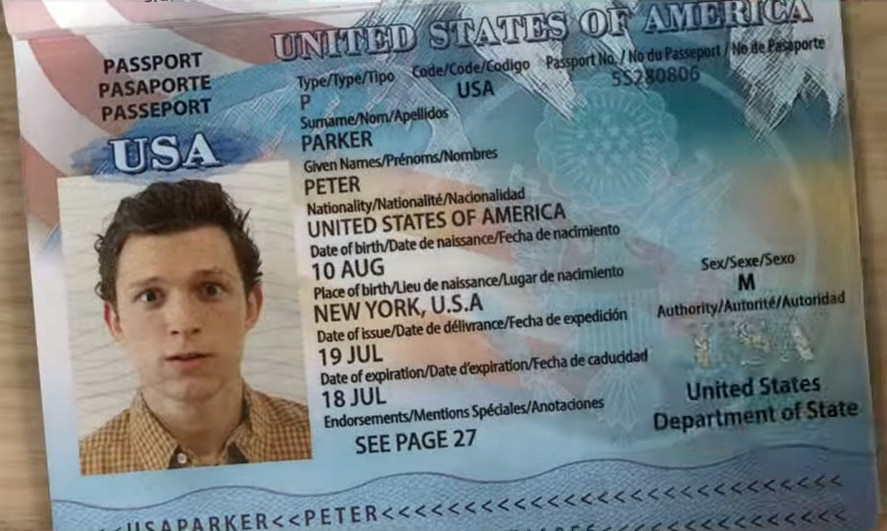 UNITED STATES OF AMERICA
PASSPORT
PASAPORTE
PASSEPORT
USA
Type/Type/Tipo Code/Code/Codigo Passport No. / No du Passeport / No de Pasaporte
P USA 55280806
Surname/Nom/Apellidos
PARKER
Given Names/Prénoms/Nombres
PETER
Nationality/Nationalité/Nacionalidad
UNITED STATES OF AMERICA
Date of birth/Date de naissance/Fecha de nacimiento
10 AUG
Place of birth/Lieu de naissance/Lugar de nacimiento
NEW YORK, U.S.A
Sex/Sexe/Sexo
M
Date of issue/Date de délivrance/Fecha de expedición
19 JUL
Authority/Autorité/Autoridad
USA
United States
Department of State
Date of expiration/Date d'expiration/Fecha de caducidad
18 JUL
Endorsements/Mentions Spéciales/Anotaciones
SEE PAGE 27
<USAPARKER<<PETER<<<<<<<<<<<<<<<<<<<<<<<<